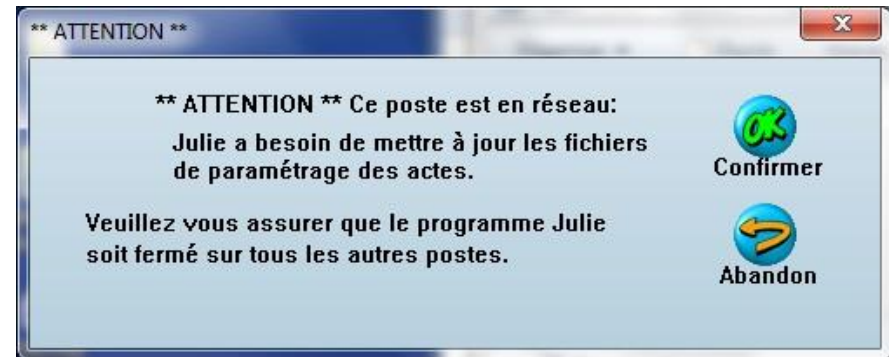 ** ATTENTION **
** ATTENTION ** Ce poste est en réseau:
Julie a besoin de mettre à jour les fichiers
de paramétrage des actes.
OK
Confirmer
Veuillez vous assurer que le programme Julie
soit fermé sur tous les autres postes.
Abandon